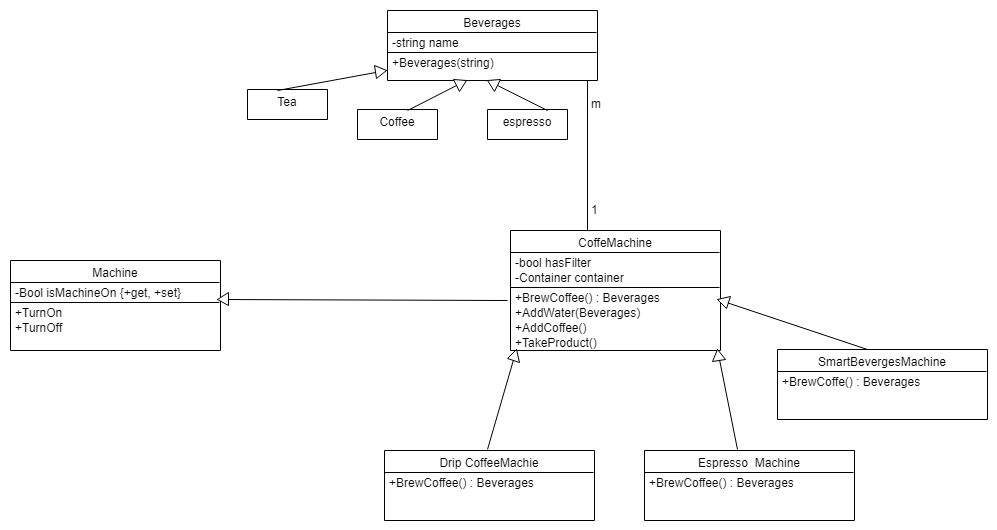 Beverages
-string name
+Beverages(string)
Tea
Coffee
espresso
m
1
CoffeMachine
-bool hasFilter
-Container container
+BrewCoffee() : Beverages
+AddWater(Beverages)
+AddCoffee()
+TakeProduct()
Machine
-Bool isMachineOn {+get, +set}
+TurnOn
+TurnOff
SmartBevergesMachine
+BrewCoffe() : Beverages
Drip CoffeeMachie
+BrewCoffee() : Beverages
Espresso  Machine
+BrewCoffee() : Beverages